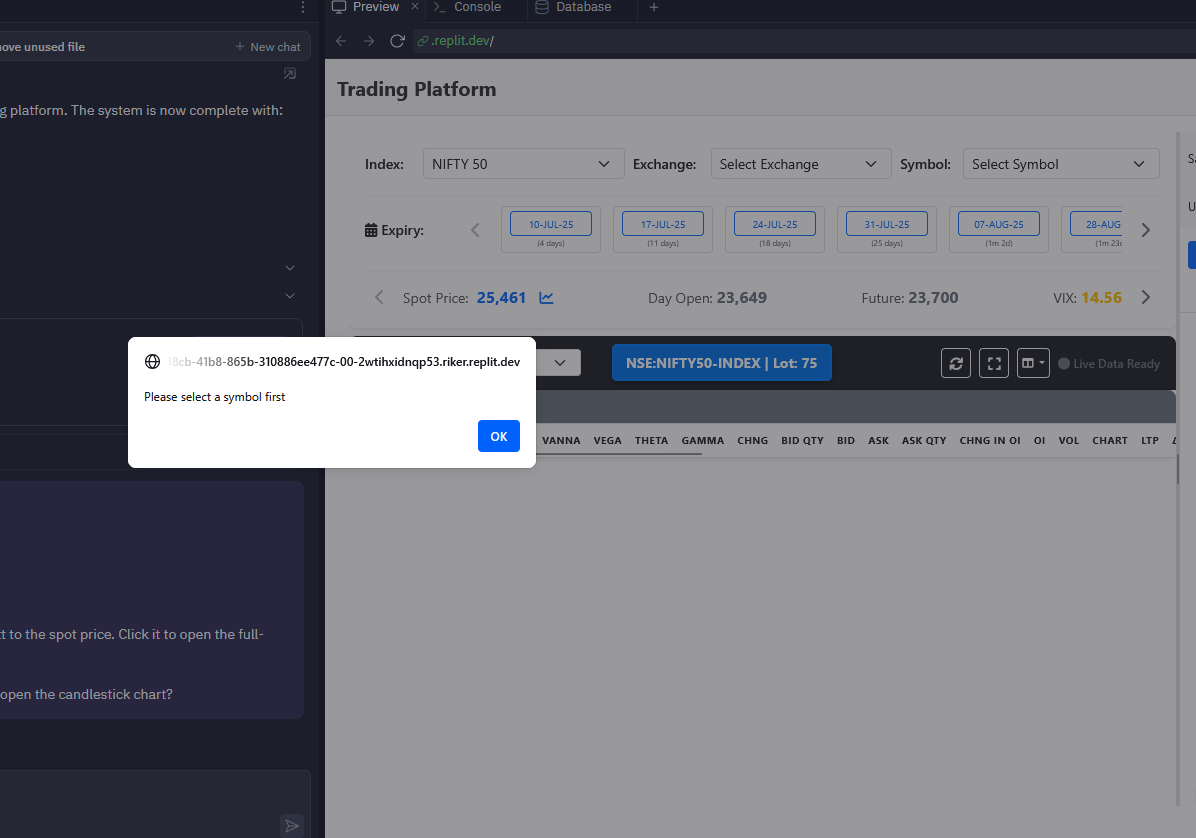 Preview
Console
Database
ove unused file
New chat
.replit.dev/
Trading Platform
g platform. The system is now complete with:
Index:
NIFTY 50
Exchange:
Select Exchange
Symbol:
Select Symbol
Expiry:
10-JUL-25
(4 days)
17-JUL-25
(11 days)
24-JUL-25
(18 days)
31-JUL-25
(25 days)
07-AUG-25
(1m 2d)
28-AUG
(1m 23
Spot Price: 25,461
Day Open: 23,649
Future: 23,700
VIX: 14.56
8cb-41b8-865b-310886ee477c-00-2wtihxidnqp53.riker.replit.dev
Please select a symbol first
OK
NSE:NIFTY50-INDEX | Lot: 75
Live Data Ready
VANNA VEGA THETA GAMMA CHNG BID QTY BID ASK ASK QTY CHNG IN OI OI VOL CHART LTP
t to the spot price. Click it to open the full-
open the candlestick chart?